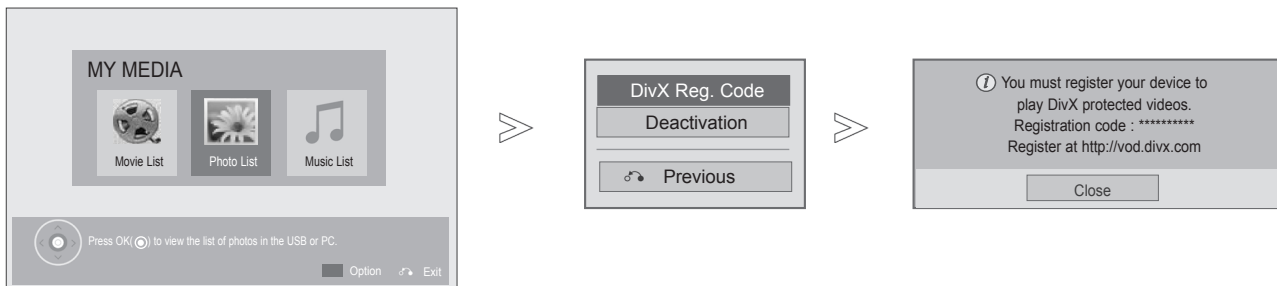 MY MEDIA
Movie List
Photo List
Music List
Press OK( ) to view the list of photos in the USB or PC.
Option
Exit
DivX Reg. Code
Deactivation
Previous
i You must register your device to
play DivX protected videos.
Registration code : **********
Register at http://vod.divx.com
Close